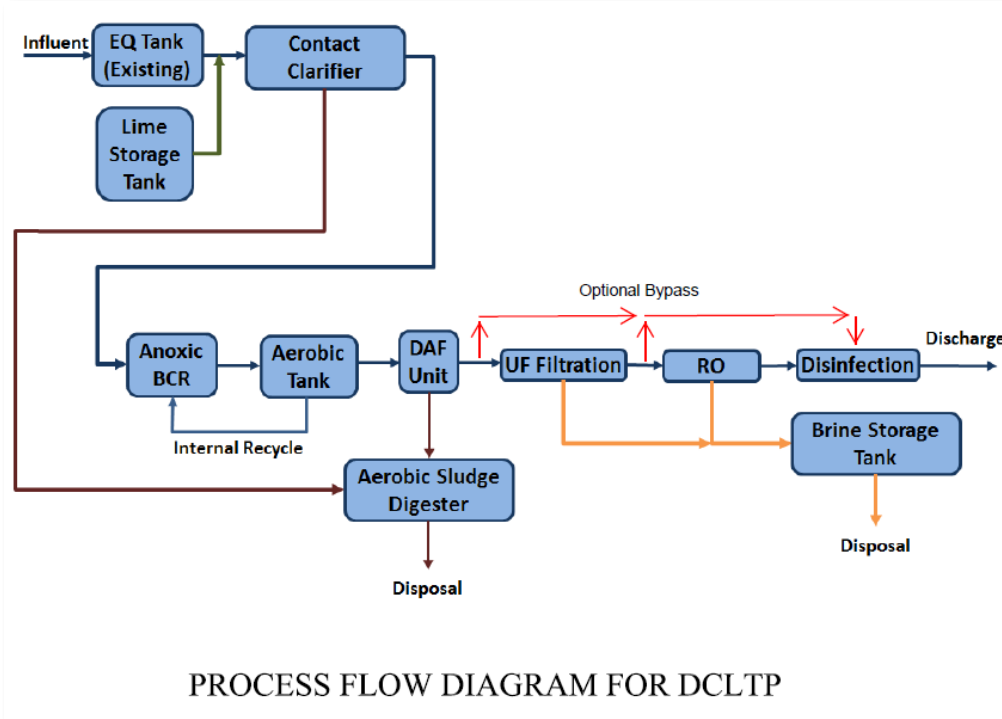 Influent
EQ Tank
(Existing)
Contact
Clarifier
Lime
Storage
Tank
Optional Bypass
Anoxic
BCR
Aerobic
Tank
DAF
Unit
UF Filtration
RO
Disinfection
Discharge
Internal Recycle
Brine Storage
Tank
Aerobic Sludge
Digester
Disposal
Disposal
PROCESS FLOW DIAGRAM FOR DCLTP